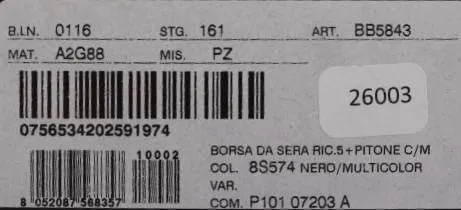 B.I.N. 0116 STG. 161 ART. BB5843
MAT. A2G88 MIS. PZ
26003
0756534202591974
10002
BORSA DA SERA RIC.5+PITONE C/M
COL. 8S574 NERO/MULTICOLOR
VAR.
COM. P101 07203 A
8 052087 568357